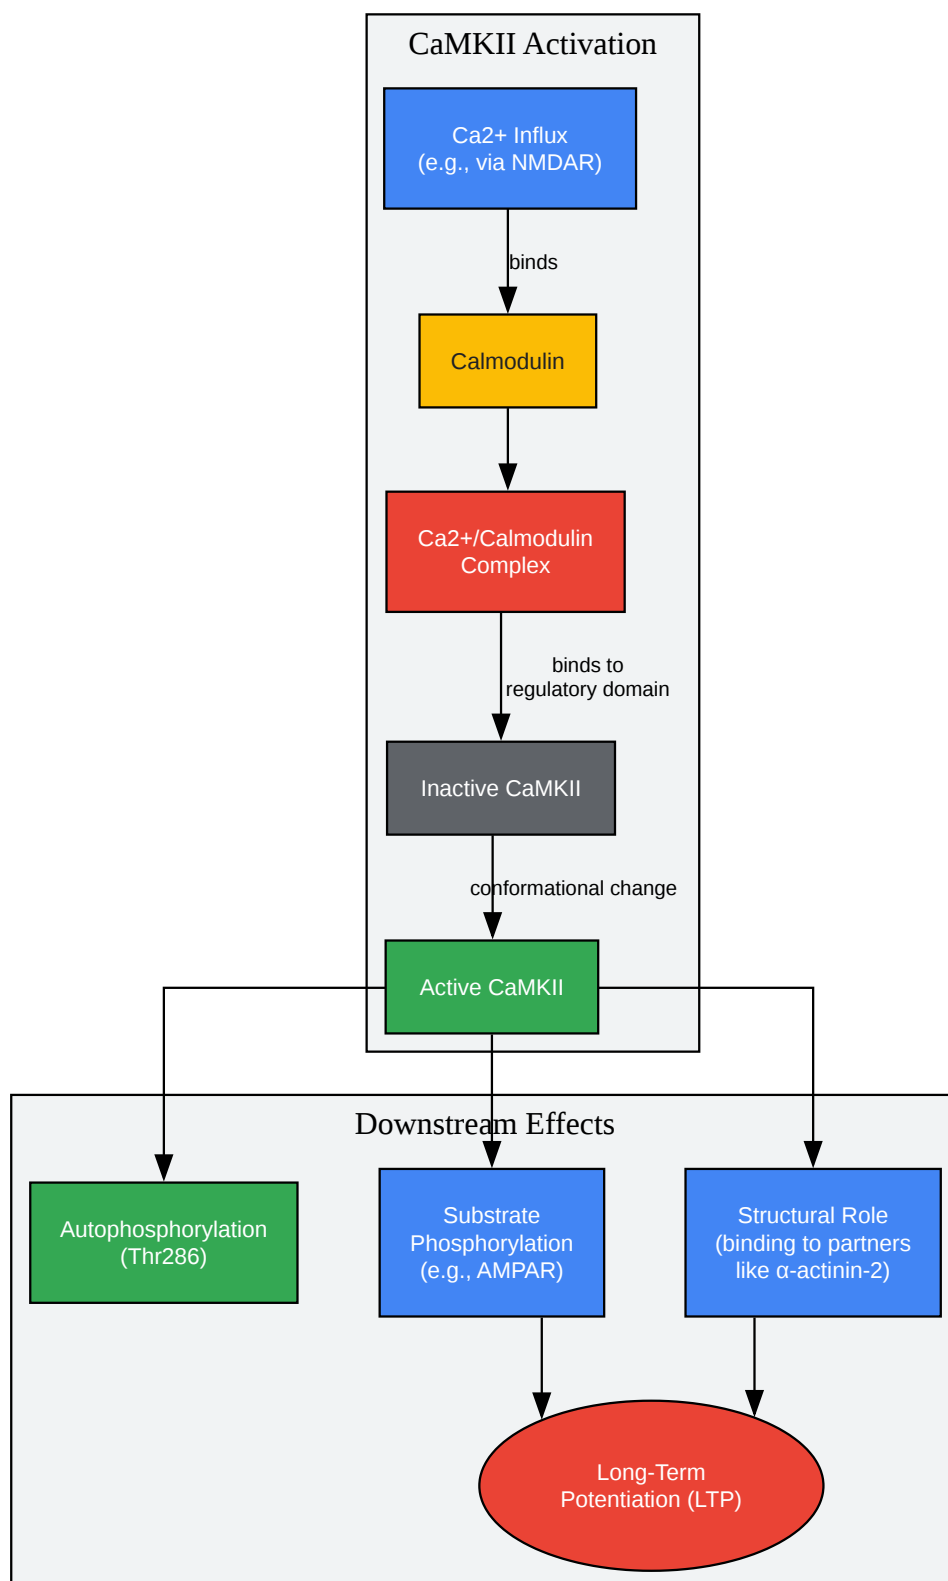 CaMKII Activation
Ca2+ Influx
(e.g., via NMDAR)
binds
Calmodulin
Ca2+/Calmodulin
Complex
binds to
regulatory domain
Inactive CaMKII
conformational change
Active CaMKII
Downstream Effects
Autophosphorylation
(Thr286)
Substrate
Phosphorylation
(e.g., AMPAR)
Structural Role
(binding to partners
like α-actinin-2)
Long-Term
Potentiation (LTP)